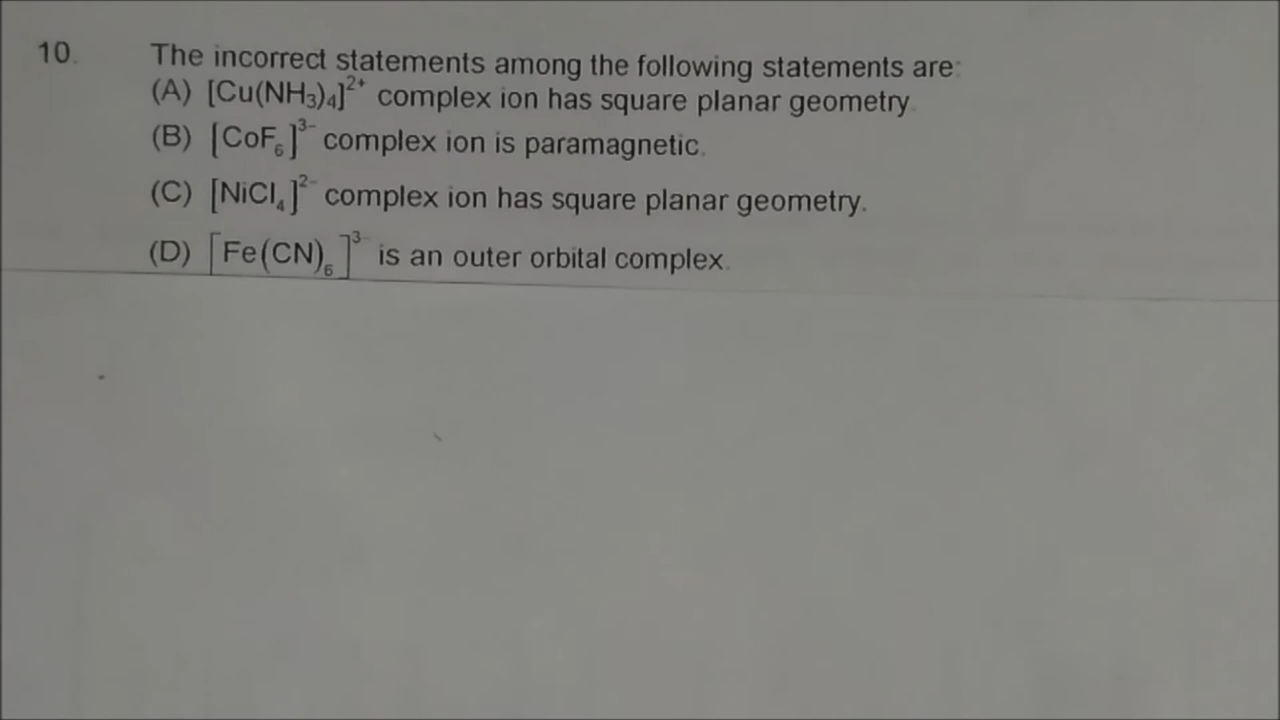 10. The incorrect statements among the following statements are:
(A) [Cu(NH₃)₄]²⁺ complex ion has square planar geometry.
(B) [CoF₆]³⁻ complex ion is paramagnetic.
(C) [NiCl₄]²⁻ complex ion has square planar geometry.
(D) [Fe(CN)₆]³⁻ is an outer orbital complex.